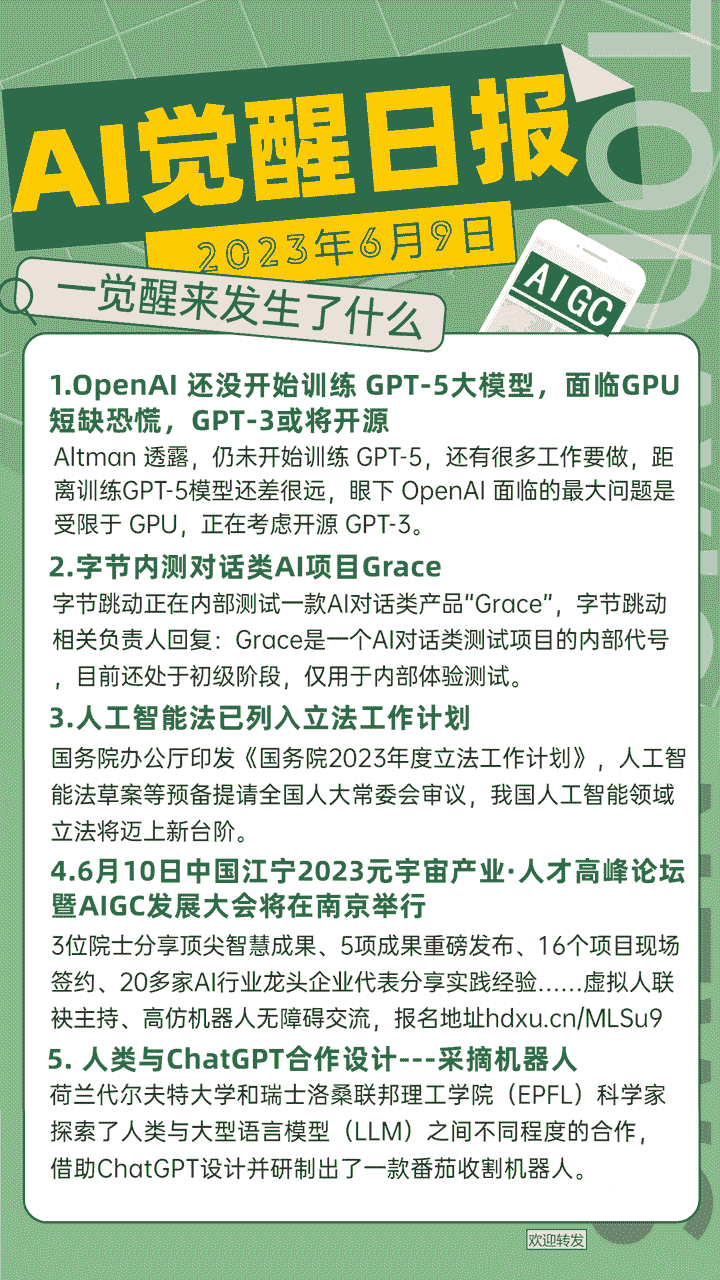 AI觉醒日报
2023年6月9日
一觉醒来发生了什么
AIGC
1.OpenAI 还没开始训练 GPT-5大模型，面临GPU
短缺恐慌，GPT-3或将开源
Altman 透露，仍未开始训练 GPT-5，还有很多工作要做，距
离训练GPT-5模型还差很远，眼下 OpenAI 面临的最大问题是
受限于 GPU，正在考虑开源 GPT-3。
2.字节内测对话类AI项目Grace
字节跳动正在内部测试一款AI对话类产品“Grace”，字节跳动
相关负责人回复：Grace是一个AI对话类测试项目的内部代号
，目前还处于初级阶段，仅用于内部体验测试。
3.人工智能法已列入立法工作计划
国务院办公厅印发《国务院2023年度立法工作计划》，人工智
能法草案等预备提请全国人大常委会审议，我国人工智能领域
立法将迈上新台阶。
4.6月10日中国江宁2023元宇宙产业·人才高峰论坛
暨AIGC发展大会将在南京举行
3位院士分享顶尖智慧成果、5项成果重磅发布、16个项目现场
签约、20多家AI行业龙头企业代表分享实践经验……虚拟人联
袂主持、高仿机器人无障碍交流，报名地址hdxu.cn/MLSu9
5. 人类与ChatGPT合作设计---采摘机器人
荷兰代尔夫特大学和瑞士洛桑联邦理工学院（EPFL）科学家
探索了人类与大型语言模型（LLM）之间不同程度的合作，
借助ChatGPT设计并研制出了一款番茄收割机器人。
欢迎转发